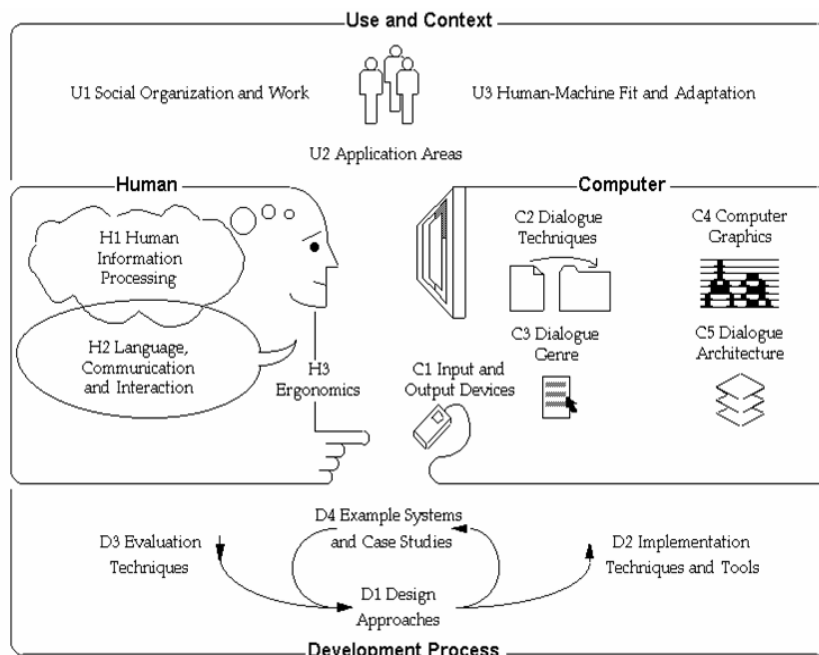 Use and Context
U1 Social Organization and Work
U3 Human-Machine Fit and Adaptation
U2 Application Areas
Human
Computer
H1 Human
Information
Processing
C2 Dialogue
Techniques
C4 Computer
Graphics
H2 Language,
Communication
and Interaction
H3
Ergonomics
C1 Input and
Output Devices
C3 Dialogue
Genre
C5 Dialogue
Architecture
D3 Evaluation
Techniques
D4 Example Systems
and Case Studies
D2 Implementation
Techniques and Tools
D1 Design
Approaches
Development Process